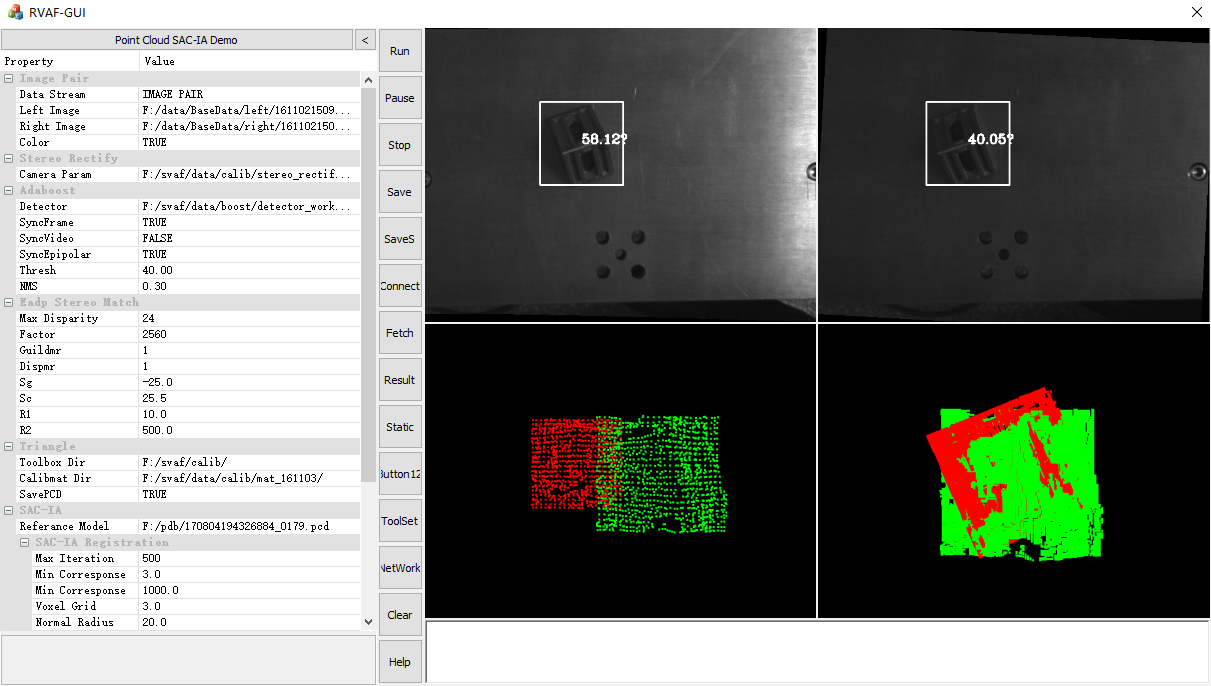 RVAF-GUI
Point Cloud SAC-IA Demo <
Property Value
Image Pair
Data Stream IMAGE PAIR
Left Image F:/data/BaseData/left/1611021509...
Right Image F:/data/BaseData/right/161102150...
Color TRUE
Stereo Rectify
Camera Param F:/svaf/data/calib/stereo_rectif...
Adaboost
Detector F:/svaf/data/boost/detector_work...
SyncFrame TRUE
SyncVideo FALSE
SyncEpipolar TRUE
Thresh 40.00
NMS 0.30
Eadp Stereo Match
Max Disparity 24
Factor 2560
Guildmr 1
Dispmr 1
Sg -25.0
Sc 25.5
R1 10.0
R2 500.0
Triangle
Toolbox Dir F:/svaf/calib/
Calibmat Dir F:/svaf/data/calib/mat_161103/
SavePCD TRUE
SAC-IA
Referance Model F:/pdb/170804194326884_0179.pcd
SAC-IA Registration
Max Iteration 500
Min Corresponse 3.0
Min Corresponse 1000.0
Voxel Grid 3.0
Normal Radius 20.0
Run
Pause
Stop
Save
SaveS
Connect
Fetch
Result
Static
Button12
ToolSet
NetWork
Clear
Help
58.12?
40.05?